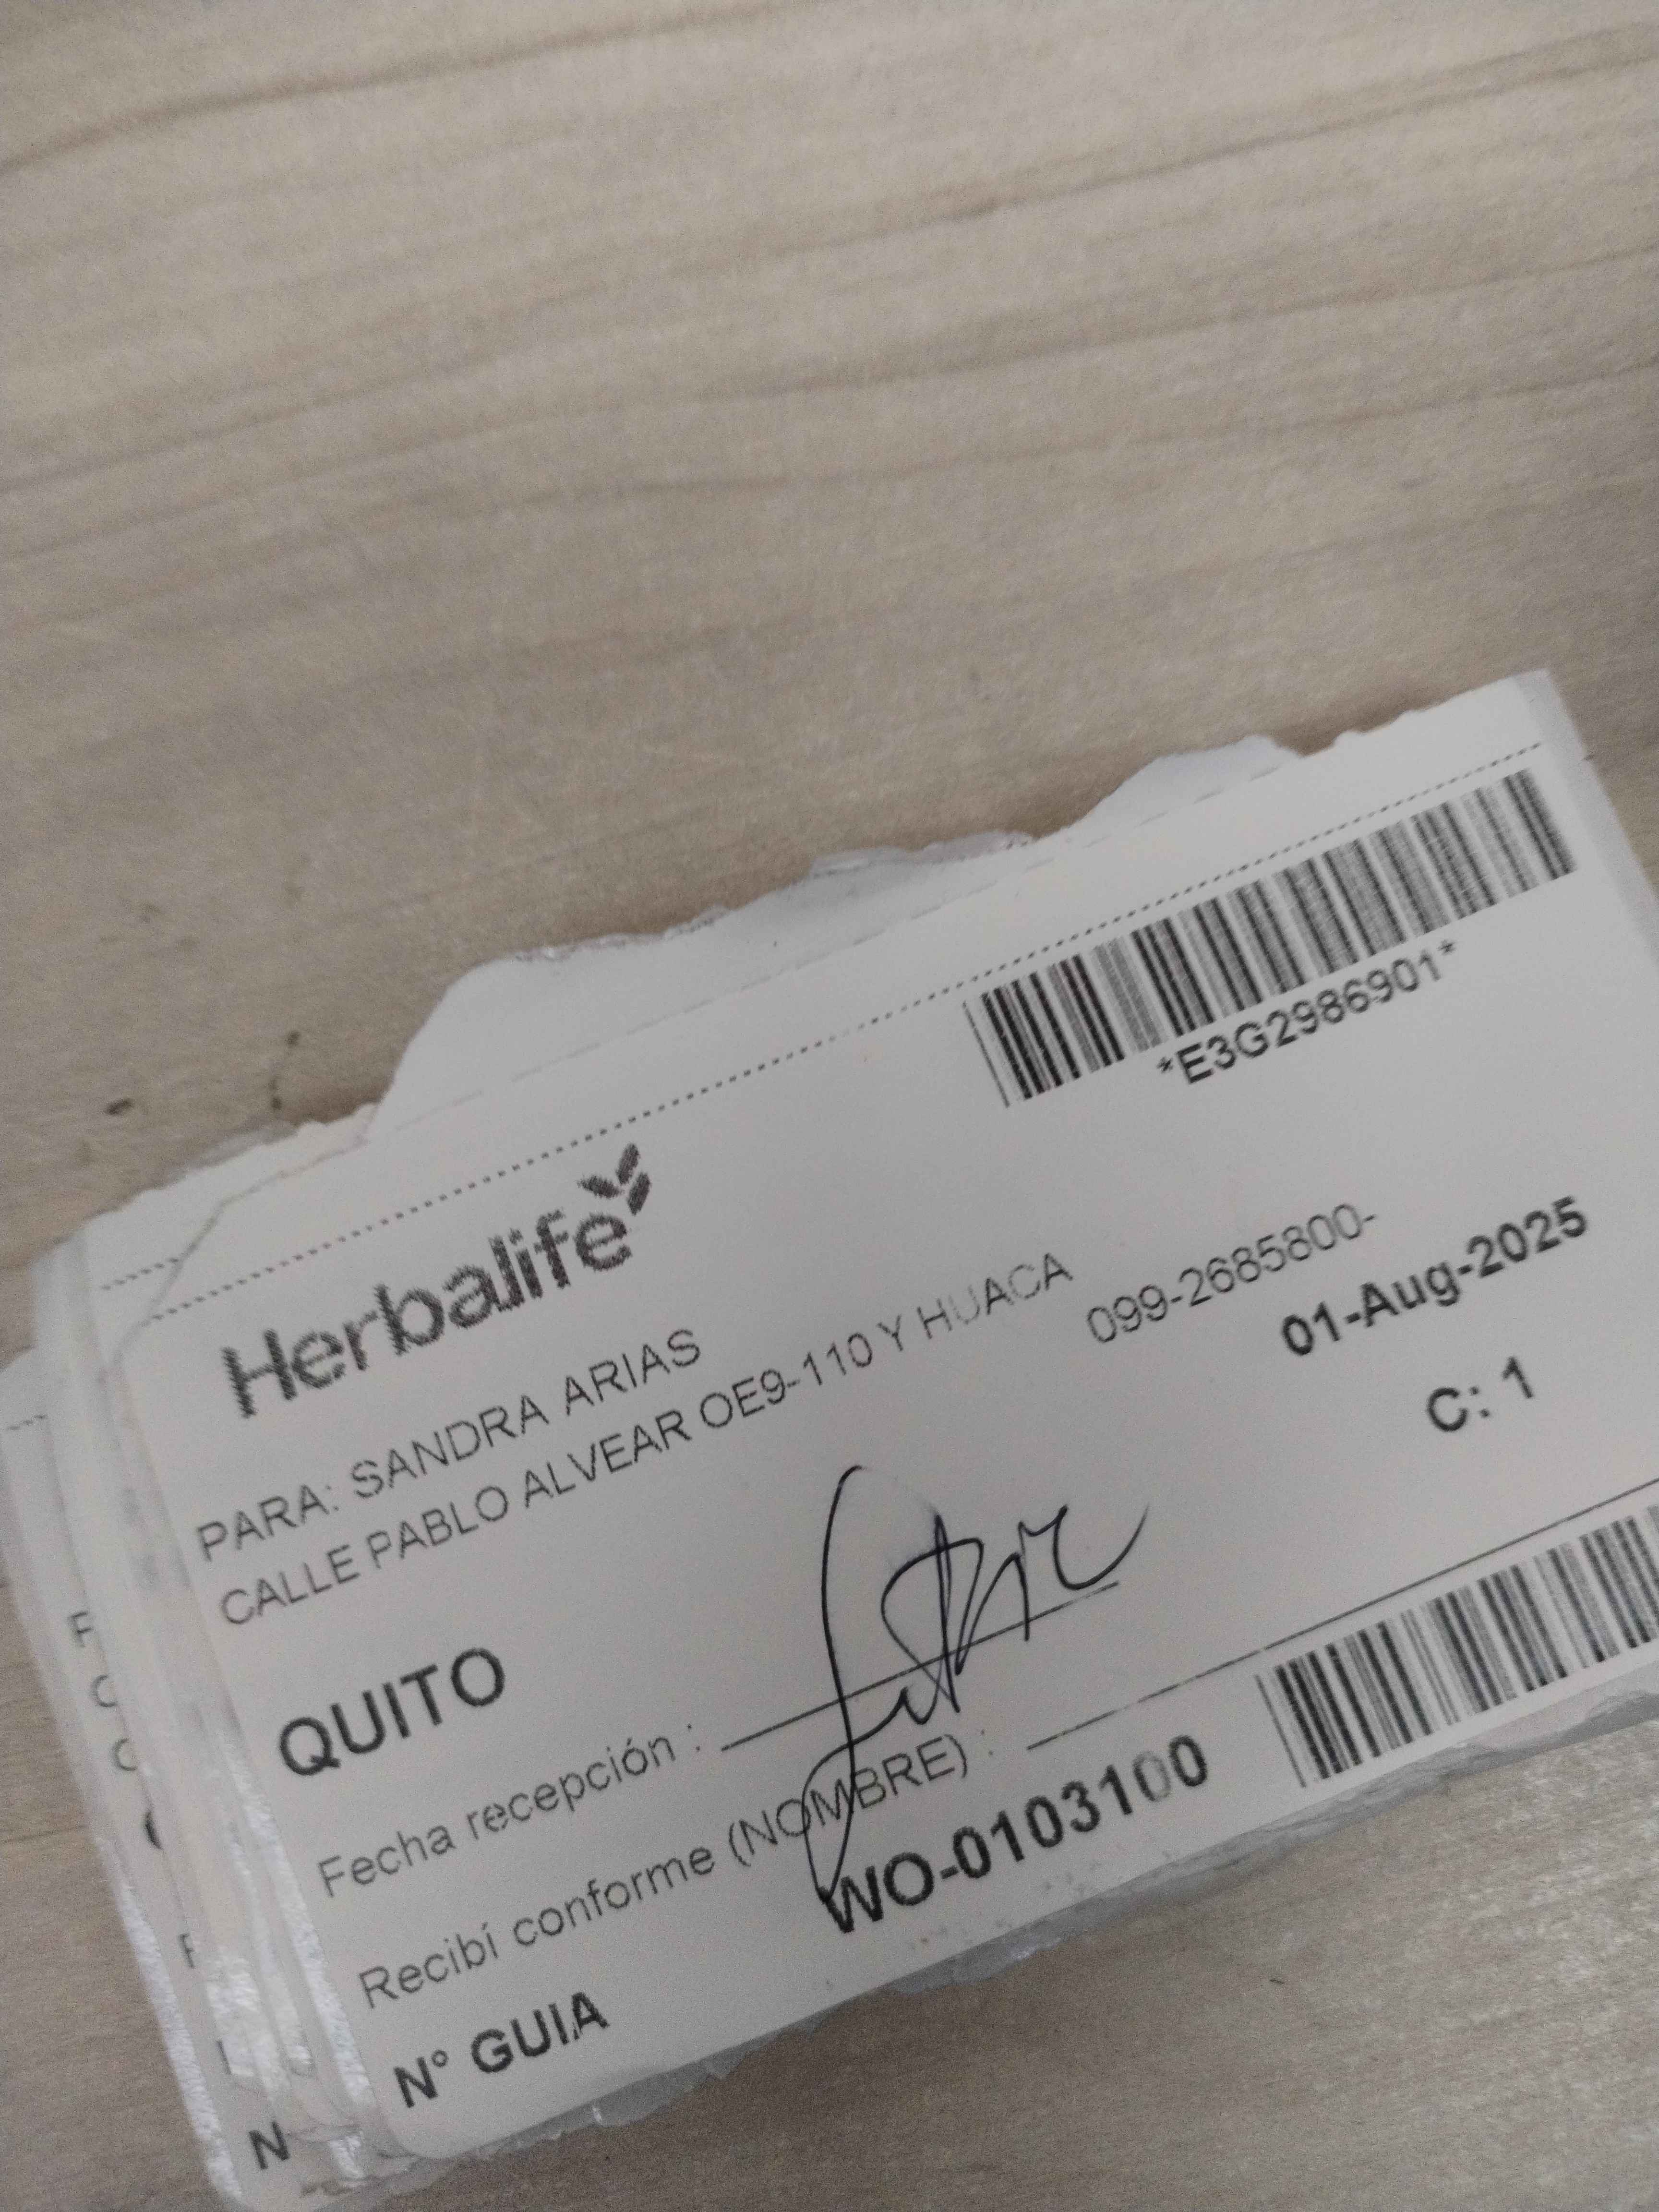 *E3G2986901*
Herbalife
PARA: SANDRA ARIAS
CALLE PABLO ALVEAR OE9-110 Y HUACA
099-2685800-
01-Aug-2025
QUITO
C: 1
Fecha recepción :
Recibí conforme (NOMBRE) :
N° GUIA WO-0103100
N